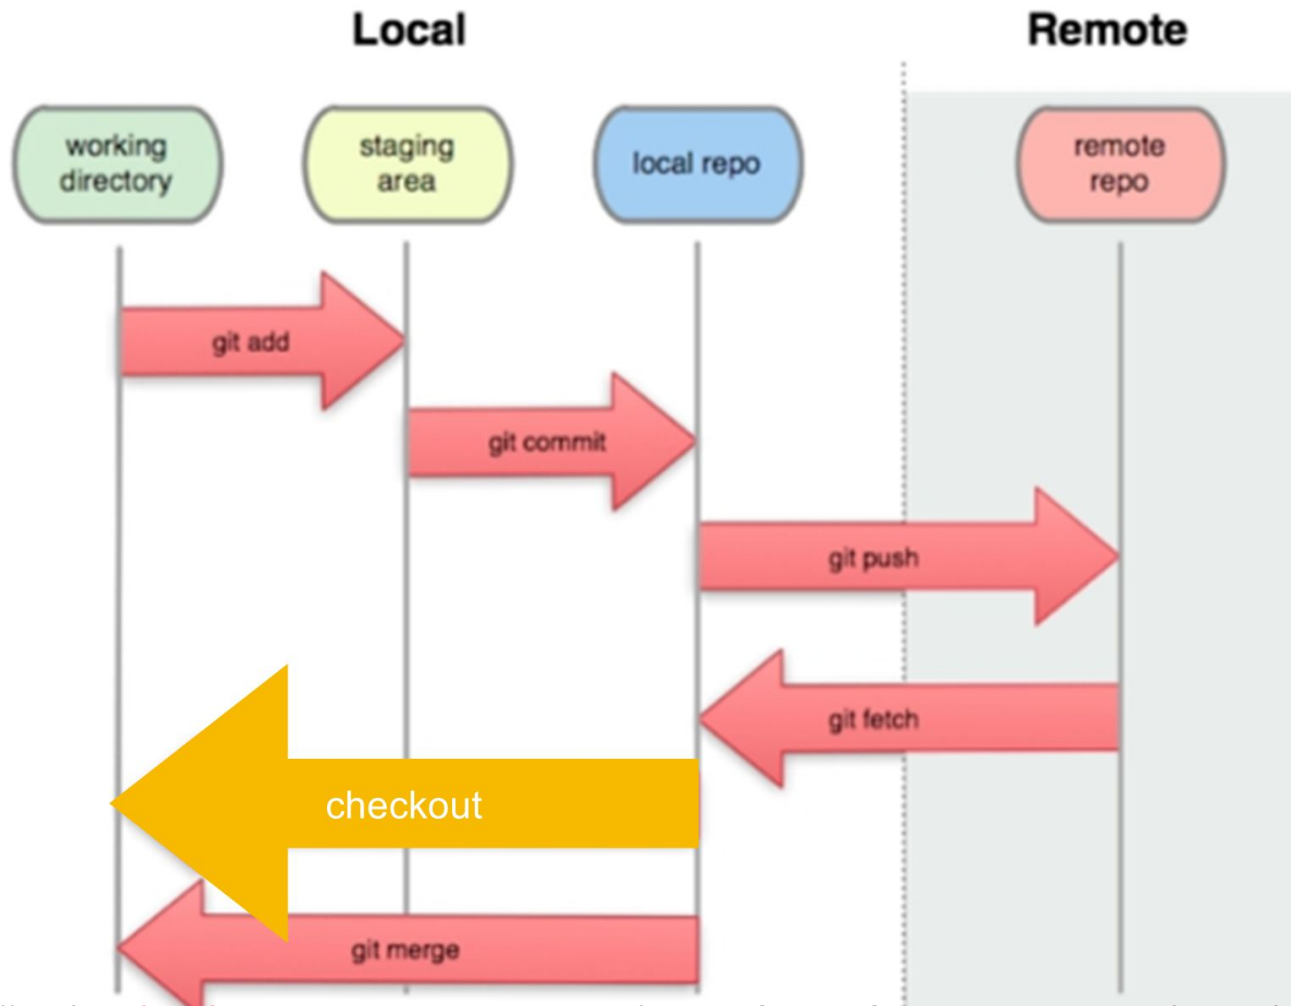 Local
Remote
working
directory
staging
area
local repo
remote
repo
git add
git commit
git push
git fetch
checkout
git merge